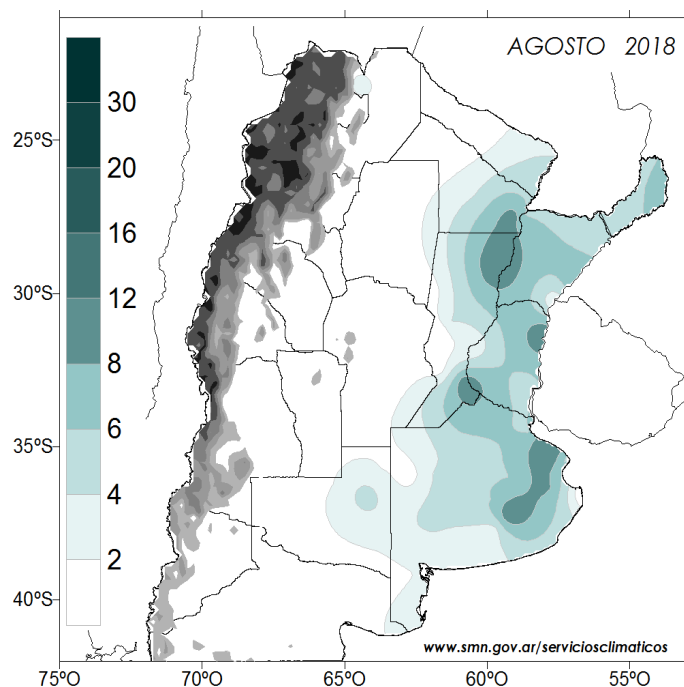 AGOSTO 2018
30
20
16
12
8
6
4
2
25ºS
30ºS
35ºS
40ºS
www.smn.gov.ar/serviciosclimaticos
75ºO 70ºO 65ºO 60ºO 55ºO